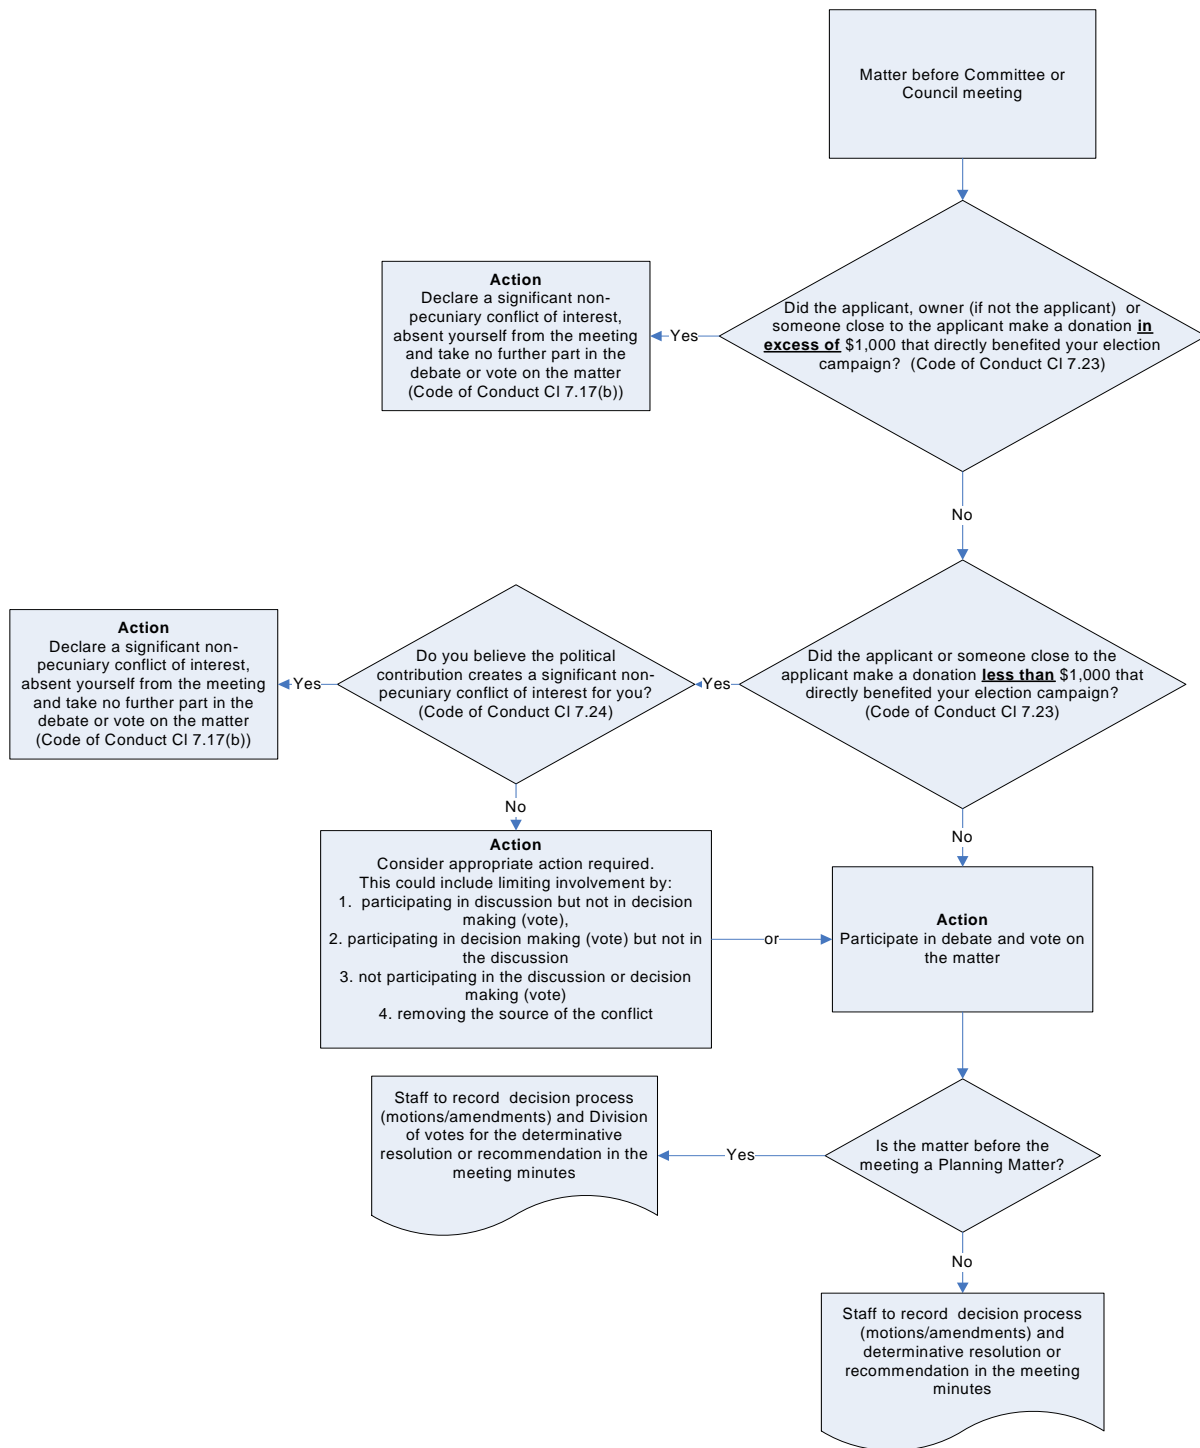 Matter before Committee or
Council meeting
Did the applicant, owner (if not the applicant)  or
someone close to the applicant make a donation in
excess of $1,000 that directly benefited your election
campaign?  (Code of Conduct Cl 7.23)
Yes
Action
Declare a significant non-
pecuniary conflict of interest,
absent yourself from the meeting
and take no further part in the
debate or vote on the matter
(Code of Conduct Cl 7.17(b))
No
Did the applicant or someone close to the
applicant make a donation less than $1,000 that
directly benefited your election campaign?
(Code of Conduct Cl 7.23)
Yes
Do you believe the political
contribution creates a significant non-
pecuniary conflict of interest for you?
(Code of Conduct Cl 7.24)
Yes
Action
Declare a significant non-
pecuniary conflict of interest,
absent yourself from the meeting
and take no further part in the
debate or vote on the matter
(Code of Conduct Cl 7.17(b))
No
Action
Consider appropriate action required.
This could include limiting involvement by:
1.  participating in discussion but not in decision
making (vote),
2. participating in decision making (vote) but not in
the discussion
3. not participating in the discussion or decision
making (vote)
4. removing the source of the conflict
or
No
Action
Participate in debate and vote on
the matter
Is the matter before the
meeting a Planning Matter?
Yes
Staff to record  decision process
(motions/amendments) and Division
of votes for the determinative
resolution or recommendation in the
meeting minutes
No
Staff to record  decision process
(motions/amendments) and
determinative resolution or
recommendation in the meeting
minutes